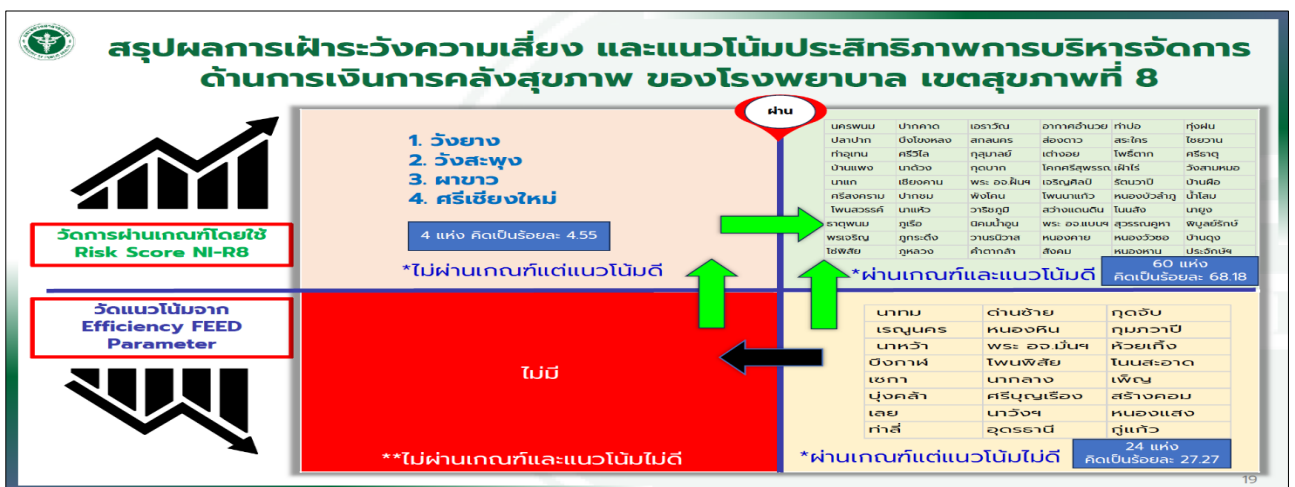 สรุปผลการเฝ้าระวังความเสี่ยง และแนวโน้มประสิทธิภาพการบริหารจัดการ
ด้านการเงินการคลังสุขภาพ ของโรงพยาบาล เขตสุขภาพที่ 8
ผ่าน
1. วังยาง
2. วังสะพุง
3. ผาขาว
4. ศรีเชียงใหม่
4 แห่ง คิดเป็นร้อยละ 4.55
*ไม่ผ่านเกณฑ์แต่แนวโน้มดี
นครพนม ปากคาด เอราวัณ อากาศอำนวย ท่าบ่อ ทุ่งฝน
ปลาปาก บึงโขงหลง สกลนคร ส่องดาว สระใคร ไชยวาน
ท่าอุเทน ศรีวิไล กุสุมาลย์ เต่างอย โพธิ์ตาก ศรีธาตุ
บ้านแพง นาด้วง กุดบาก โคกศรีสุพรรณ เฝ้าไร่ วังสามหมอ
นาแก เชียงคาน พระ อจ.ฝั้นฯ เจริญศิลป์ รัตนวาปี บ้านผือ
ศรีสงคราม ปากชม พังโคน โพนนาแก้ว หนองบัวลำภู น้ำโสม
โพนสวรรค์ นาแห้ว วาริชภูมิ สว่างแดนดิน โนนสัง นายูง
ธาตุพนม ภูเรือ นิคมน้ำอูน พระ อจ.แบนฯ สุวรรณคูหา พิบูลย์รักษ์
พรเจริญ ภูกระดึง วานรนิวาส หนองคาย หนองวัวซอ บ้านดุง
โซ่พิสัย ภูหลวง คำตากล้า สังคม หนองหาน ประจักษ์ฯ
*ผ่านเกณฑ์และแนวโน้มดี
60 แห่ง
คิดเป็นร้อยละ 68.18
วัดการผ่านเกณฑ์โดยใช้
Risk Score NI-R8
วัดแนวโน้มจาก
Efficiency FEED
Parameter
ไม่มี
**ไม่ผ่านเกณฑ์และแนวโน้มไม่ดี
นาทม ด่านซ้าย กุดจับ
เรณูนคร หนองหิน กุมภวาปี
นาหว้า พระ อจ.มั่นฯ ห้วยเกิ้ง
บึงกาฬ โพนพิสัย โนนสะอาด
เซกา นากลาง เพ็ญ
บุ่งคล้า ศรีบุญเรือง สร้างคอม
เลย นาวังฯ หนองแสง
ท่าลี่ อุดรธานี กู่แก้ว
*ผ่านเกณฑ์แต่แนวโน้มไม่ดี
24 แห่ง
คิดเป็นร้อยละ 27.27
19